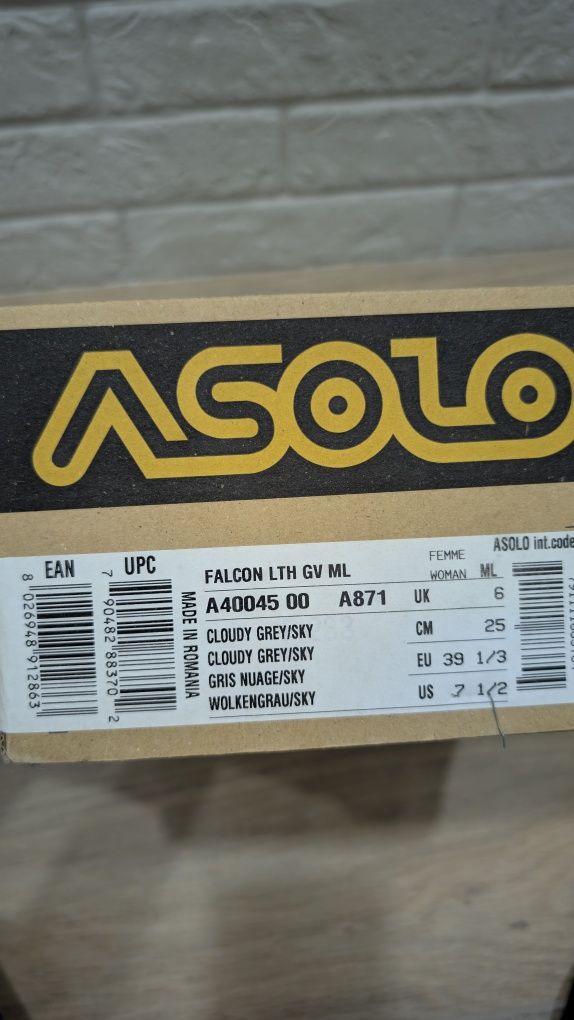 ASOLO
EAN
8 026948 912863
UPC
7 90482 88370 2
MADE IN ROMANIA
FALCON LTH GV ML
A40045 00 A871
CLOUDY GREY/SKY
CLOUDY GREY/SKY
GRIS NUAGE/SKY
WOLKENGRAU/SKY
FEMME
WOMAN ML
UK 6
CM 25
EU 39 1/3
US 7 1/2
ASOLO int.code